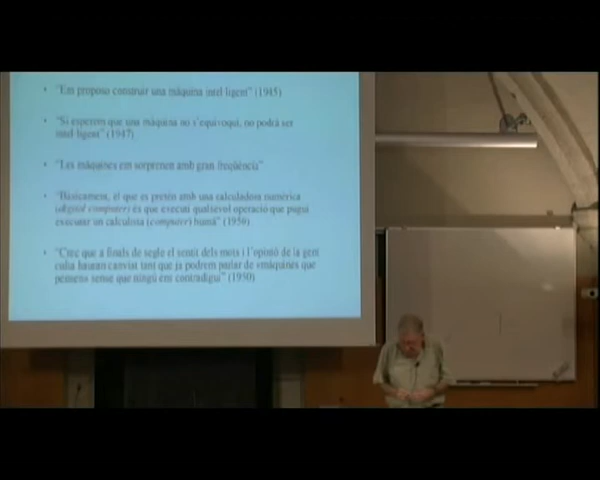 • "Em proposo construir una màquina intel·ligent" (1945)
• "Si esperem que una màquina no s'equivoqui, no podrà ser
intel·ligent" (1947)
• "Les màquines em sorprenen amb gran freqüència"
• "Bàsicament, el que es pretén amb una calculadora numèrica
(digital computer) és que executi qualsevol operació que pugui
executar un calculista (computer) humà" (1950)
• "Crec que a finals de segle el sentit dels mots i l'opinió de la gent
culta hauran canviat tant que ja podrem parlar de «màquines que
pensen» sense que ningú ens contradigui" (1950)